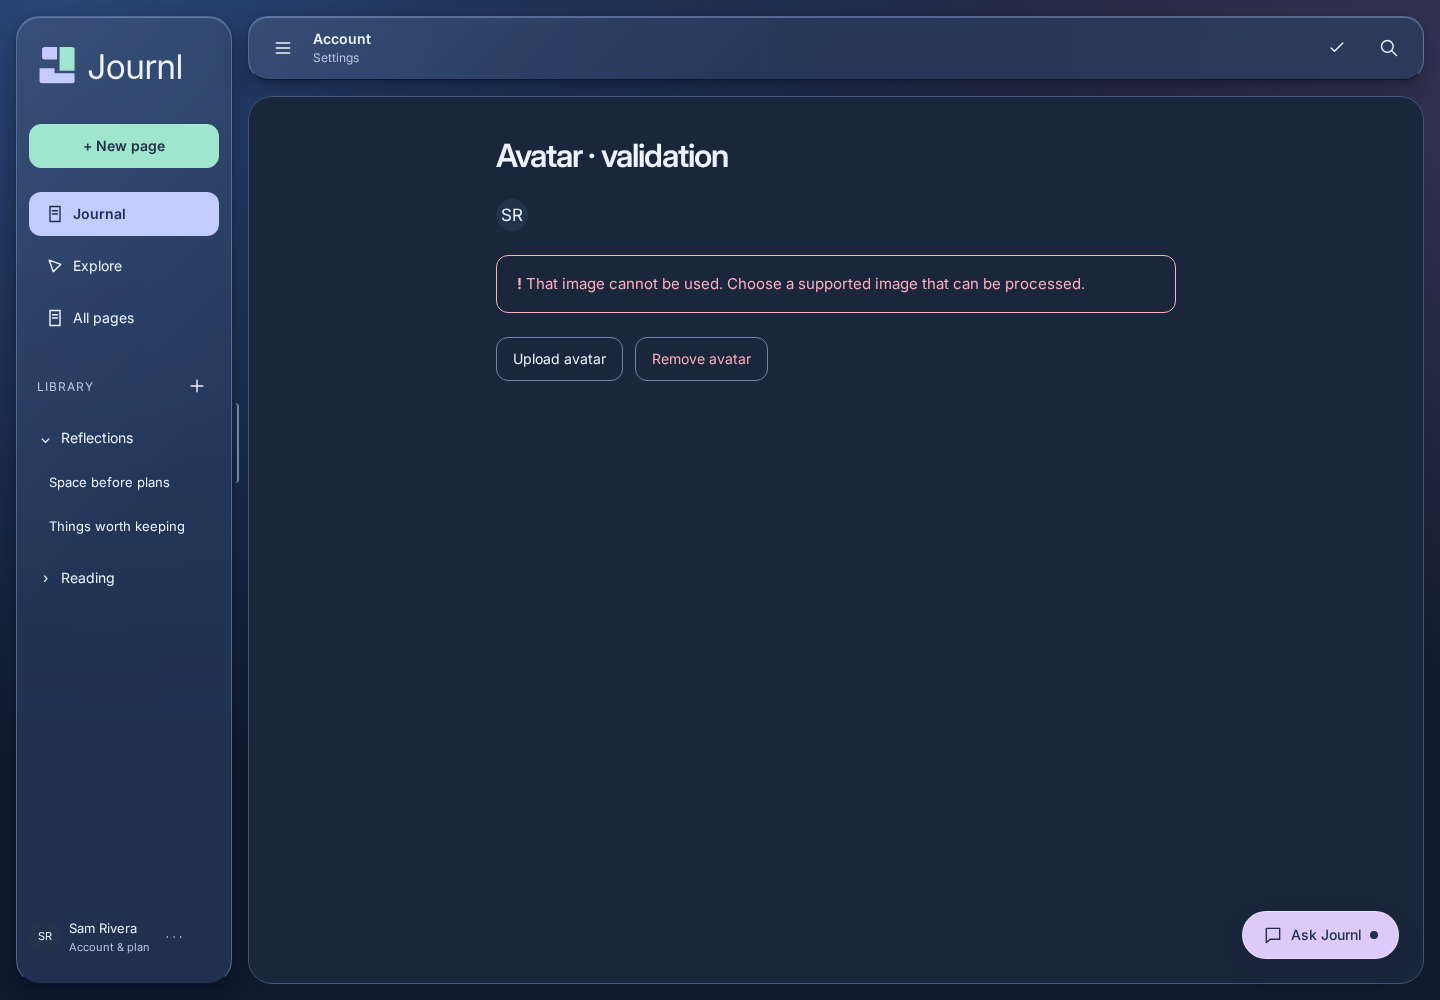 Journl
+ New page
Journal
Explore
All pages
LIBRARY
Reflections
Space before plans
Things worth keeping
Reading
SR
Sam Rivera
Account & plan
Account
Settings
Avatar · validation
SR
! That image cannot be used. Choose a supported image that can be processed.
Upload avatar
Remove avatar
Ask Journl